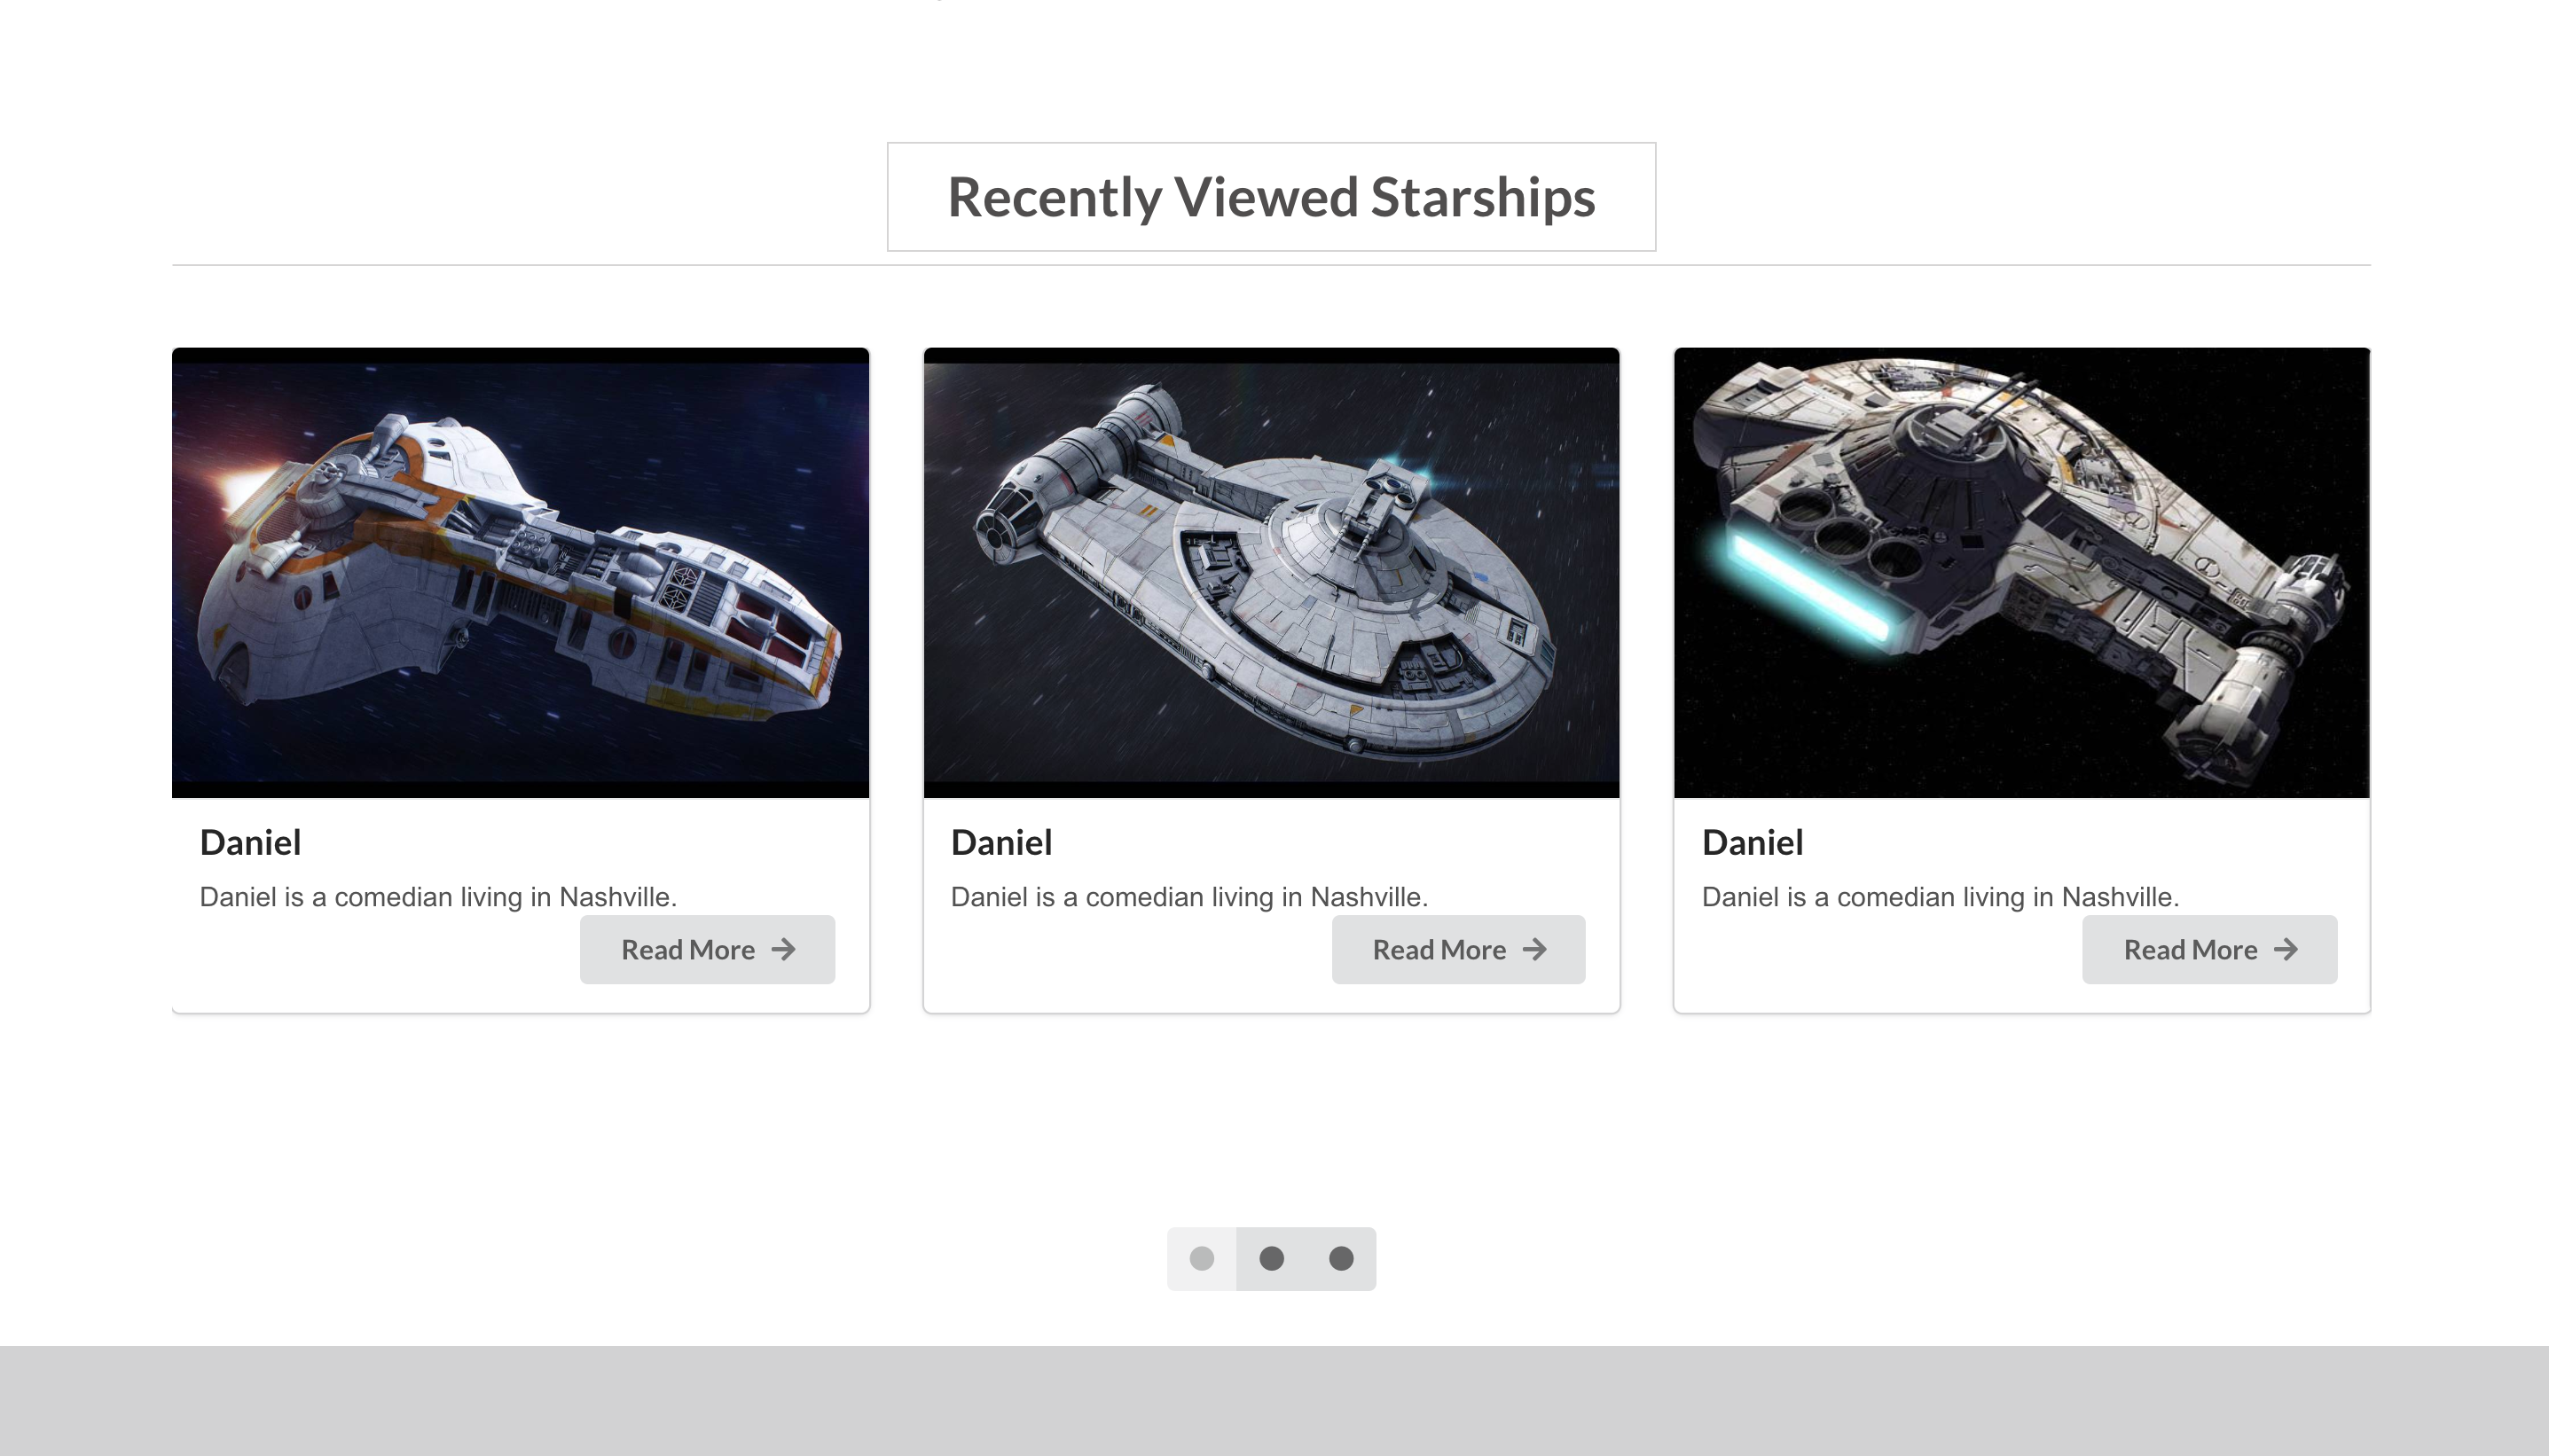 Recently Viewed Starships
Daniel
Daniel is a comedian living in Nashville.
Read More
Daniel
Daniel is a comedian living in Nashville.
Read More
Daniel
Daniel is a comedian living in Nashville.
Read More